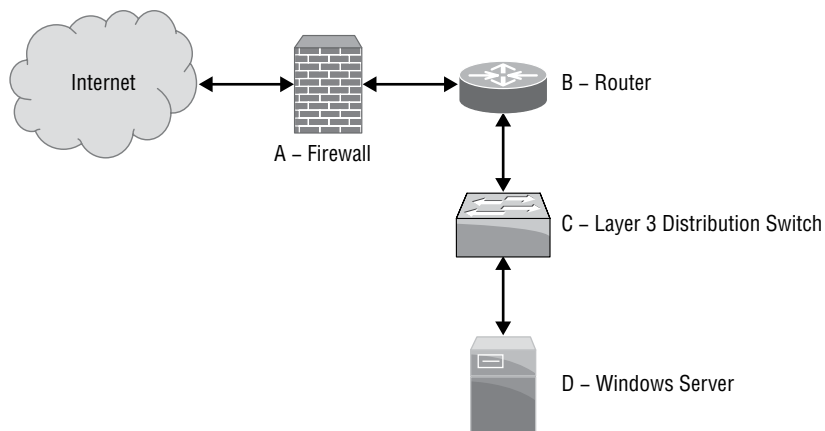 Internet
A – Firewall
B – Router
C – Layer 3 Distribution Switch
D – Windows Server